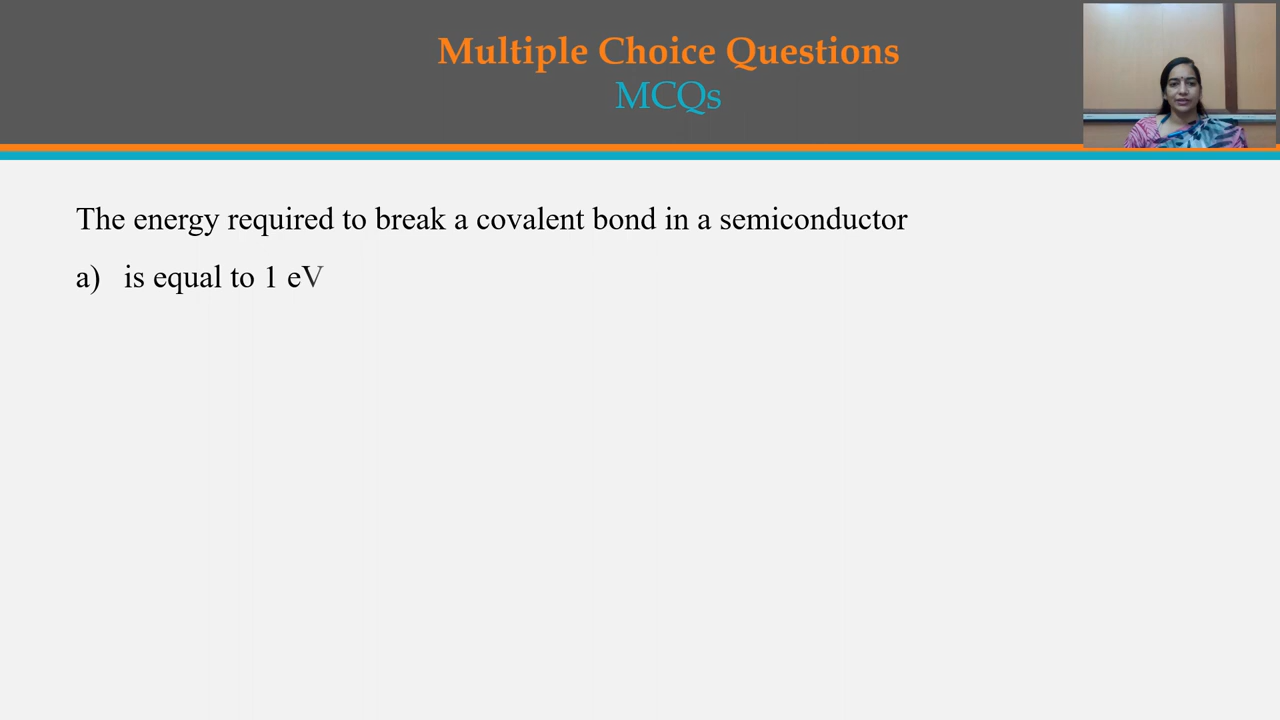 Multiple Choice Questions
MCQs
The energy required to break a covalent bond in a semiconductor
a) is equal to 1 eV